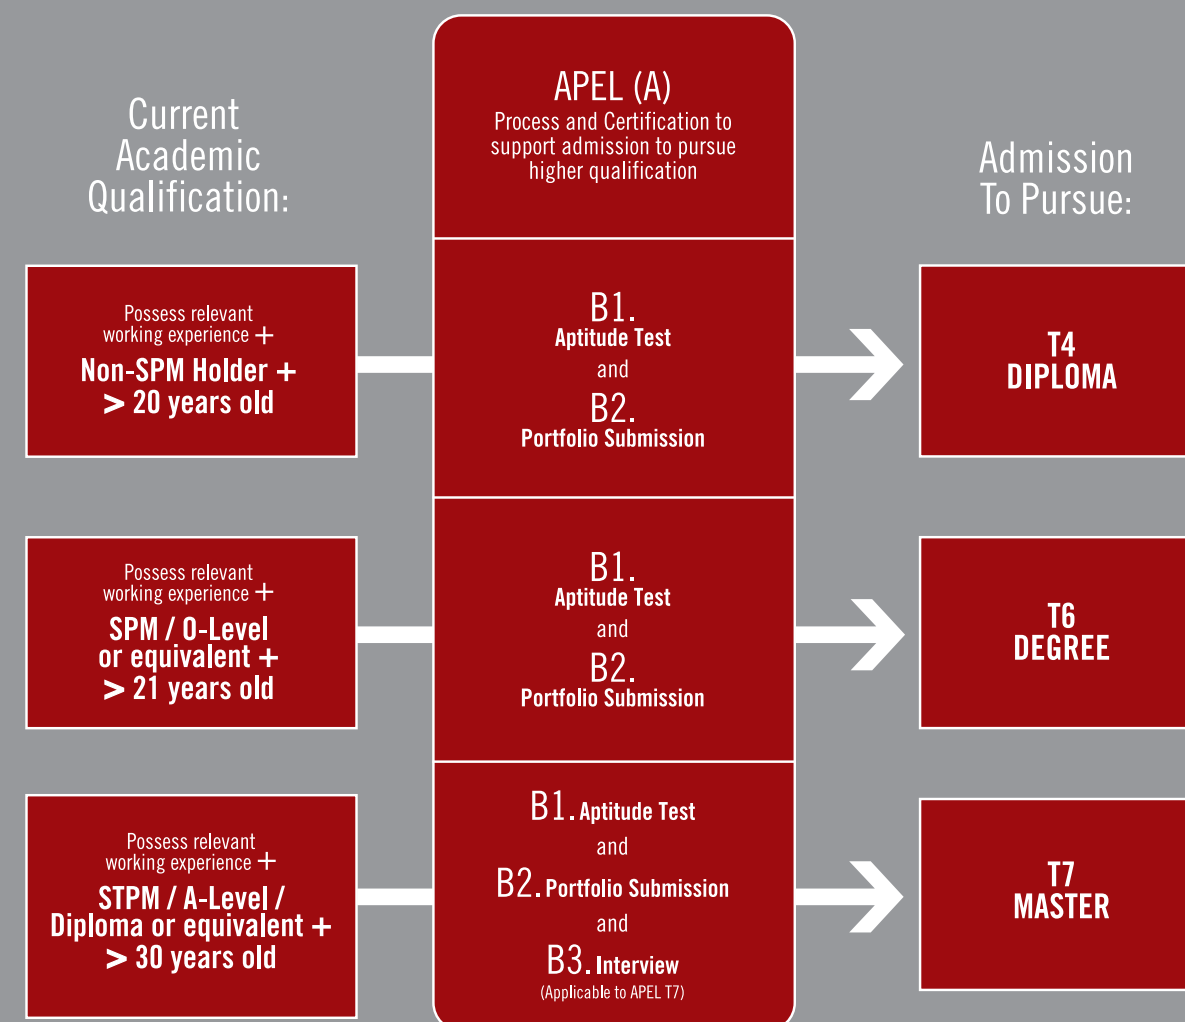 Current
Academic
Qualification:
APEL (A)
Process and Certification to
support admission to pursue
higher qualification
Admission
To Pursue:
Possess relevant
working experience +
Non-SPM Holder +
> 20 years old
B1.
Aptitude Test
and
B2.
Portfolio Submission
T4
DIPLOMA
Possess relevant
working experience +
SPM / O-Level
or equivalent +
> 21 years old
B1.
Aptitude Test
and
B2.
Portfolio Submission
T6
DEGREE
Possess relevant
working experience +
STPM / A-Level /
Diploma or equivalent +
> 30 years old
B1. Aptitude Test
and
B2. Portfolio Submission
and
B3. Interview
(Applicable to APEL T7)
T7
MASTER